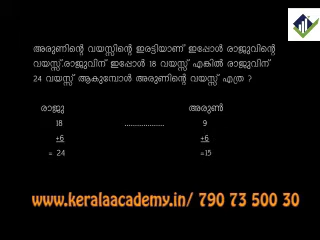 അരുണിന്റെ വയസ്സിന്റെ ഇരട്ടിയാണ് ഇപ്പോൾ രാജുവിന്റെ
വയസ്സ്.രാജുവിന് ഇപ്പോൾ 18 വയസ്സ് എങ്കിൽ രാജുവിന്
24 വയസ്സ് ആകുമ്പോൾ അരുണിന്റെ വയസ്സ് എത്ര ?
രാജു അരുൺ
18 .................... 9
+6 +6
= 24 =15
www.keralaacademy.in/ 790 73 500 30